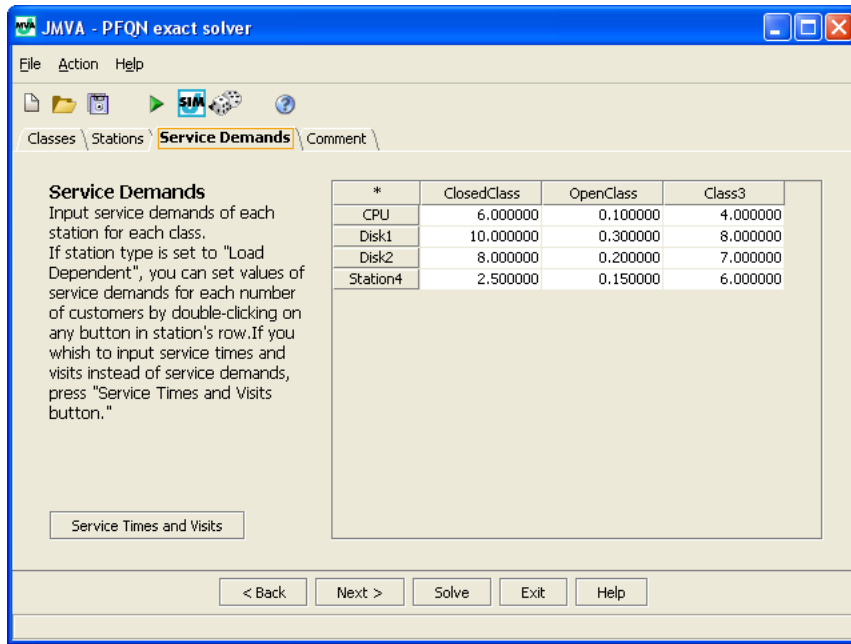 MVA JMVA - PFQN exact solver
File Action Help
SIM ?
Classes Stations Service Demands Comment
Service Demands
Input service demands of each
station for each class.
If station type is set to "Load
Dependent", you can set values of
service demands for each number
of customers by double-clicking on
any button in station's row.If you
whish to input service times and
visits instead of service demands,
press "Service Times and Visits
button."
* ClosedClass OpenClass Class3
CPU 6.000000 0.100000 4.000000
Disk1 10.000000 0.300000 8.000000
Disk2 8.000000 0.200000 7.000000
Station4 2.500000 0.150000 6.000000
Service Times and Visits
< Back Next > Solve Exit Help